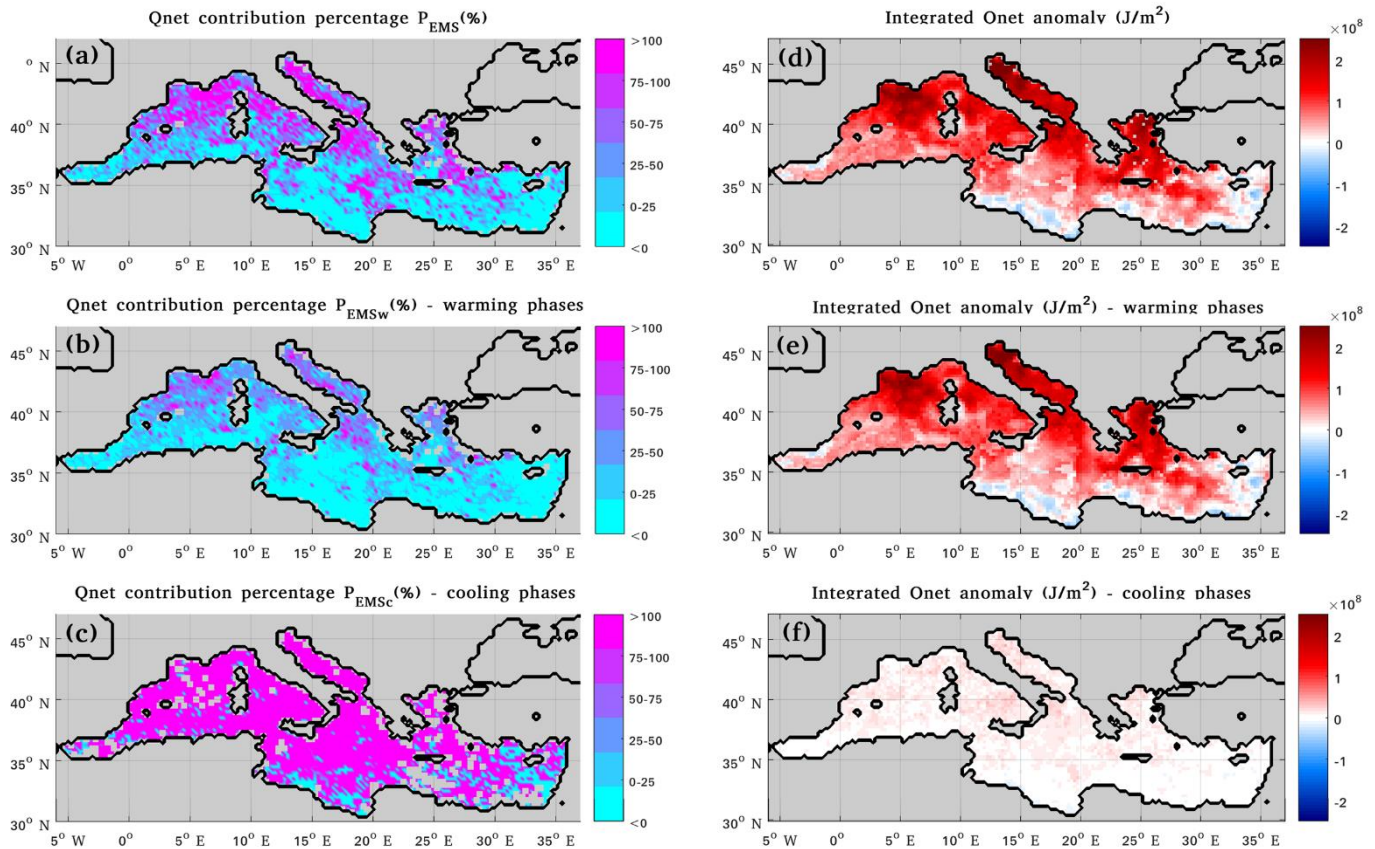 Qnet contribution percentage P_EMS(%)
(a)
° N
40° N
35° N
30° N
5° W 0° 5° E 10° E 15° E 20° E 25° E 30° E 35° E
>100
75-100
50-75
25-50
0-25
<0
Integrated Onet anomaly (J/m²)
(d)
45° N
40° N
35° N
30° N
5° W 0° 5° E 10° E 15° E 20° E 25° E 30° E 35° E
×10⁸
2
1
0
-1
-2
Qnet contribution percentage P_EMSw(%) - warming phases
(b)
45° N
40° N
35° N
30° N
5° W 0° 5° E 10° E 15° E 20° E 25° E 30° E 35° E
>100
75-100
50-75
25-50
0-25
<0
Integrated Onet anomaly (J/m²) - warming phases
(e)
45° N
40° N
35° N
30° N
5° W 0° 5° E 10° E 15° E 20° E 25° E 30° E 35° E
×10⁸
2
1
0
-1
-2
Qnet contribution percentage P_EMSc(%) - cooling phases
(c)
45° N
40° N
35° N
30° N
5° W 0° 5° E 10° E 15° E 20° E 25° E 30° E 35° E
>100
75-100
50-75
25-50
0-25
<0
Integrated Onet anomaly (J/m²) - cooling phases
(f)
45° N
40° N
35° N
30° N
5° W 0° 5° E 10° E 15° E 20° E 25° E 30° E 35° E
×10⁸
2
1
0
-1
-2